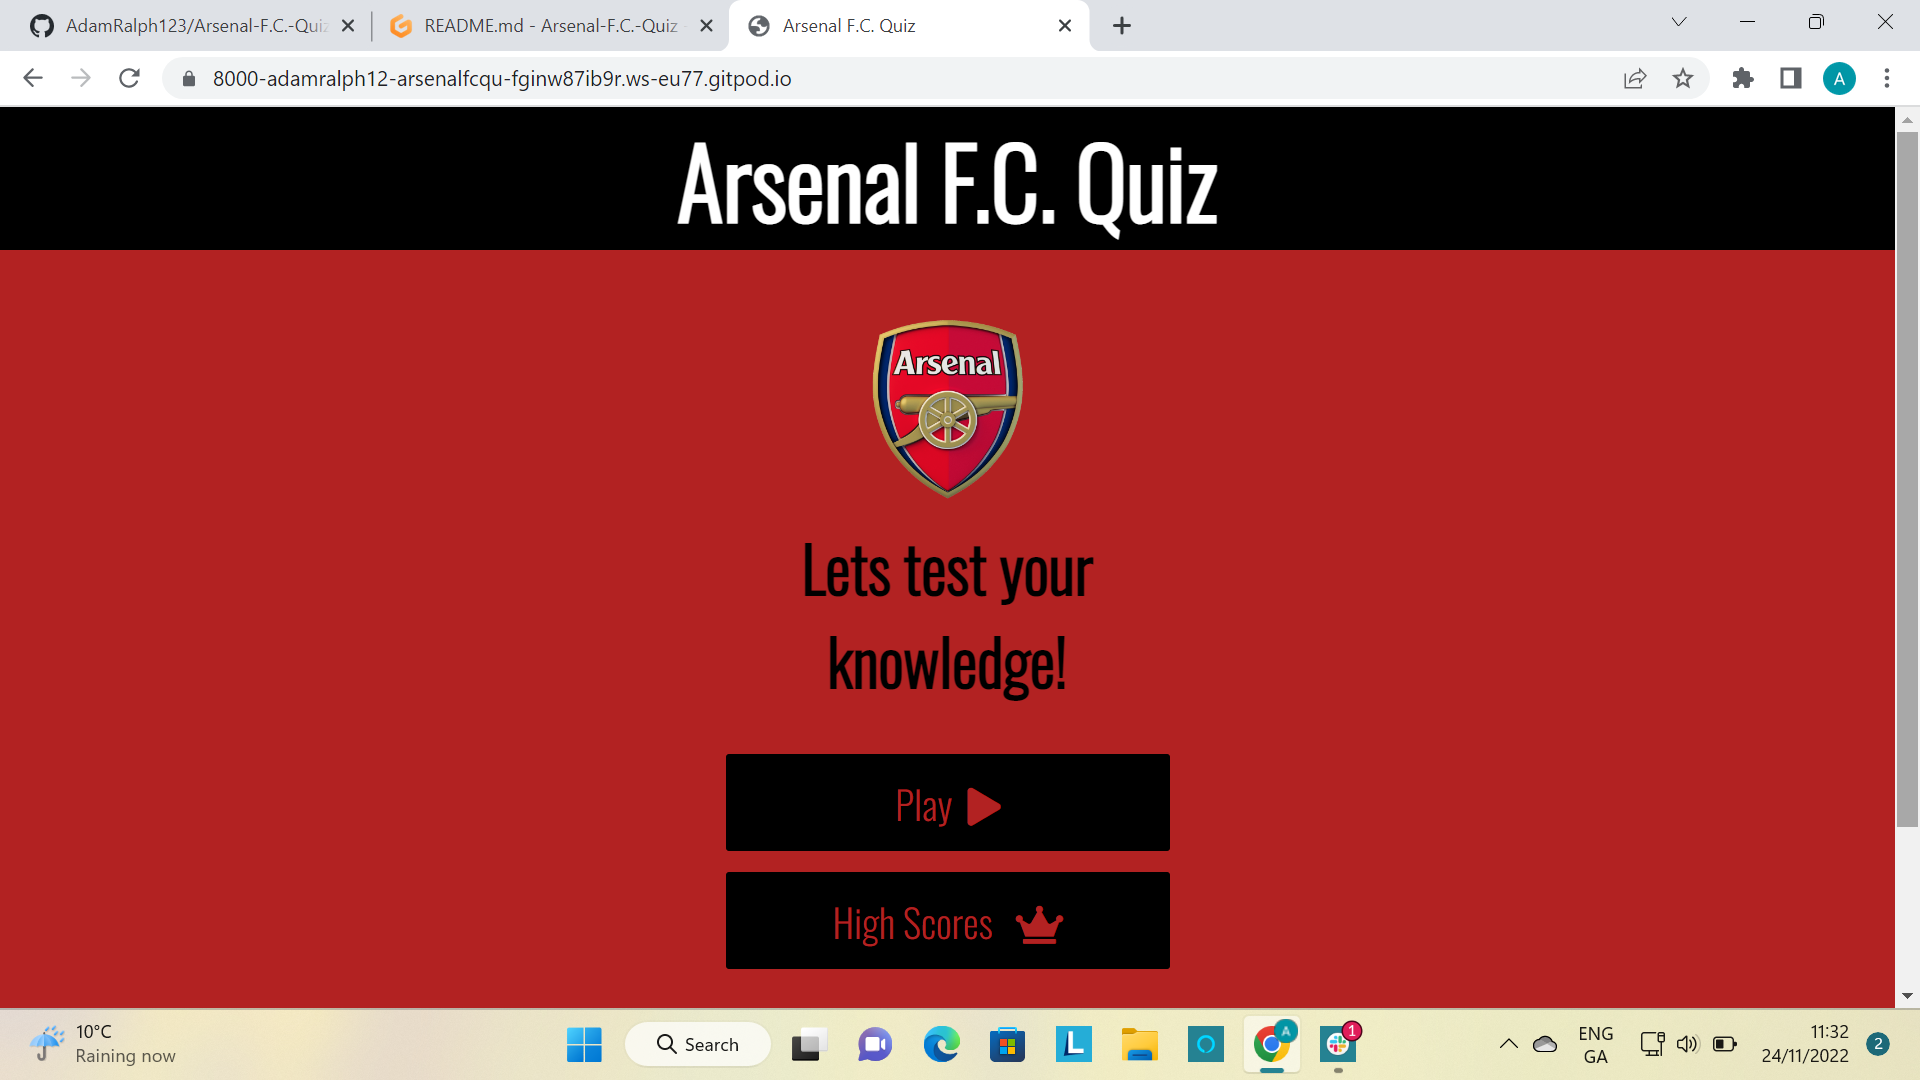 AdamRalph123/Arsenal-F.C.-Quiz
README.md - Arsenal-F.C.-Quiz
Arsenal F.C. Quiz
8000-adamralph12-arsenalfcqu-fginw87ib9r.ws-eu77.gitpod.io
A
Arsenal F.C. Quiz
Arsenal
Lets test your
knowledge!
Play
High Scores
10°C
Raining now
Search
L
A
1
ENG
GA
11:32
24/11/2022
2